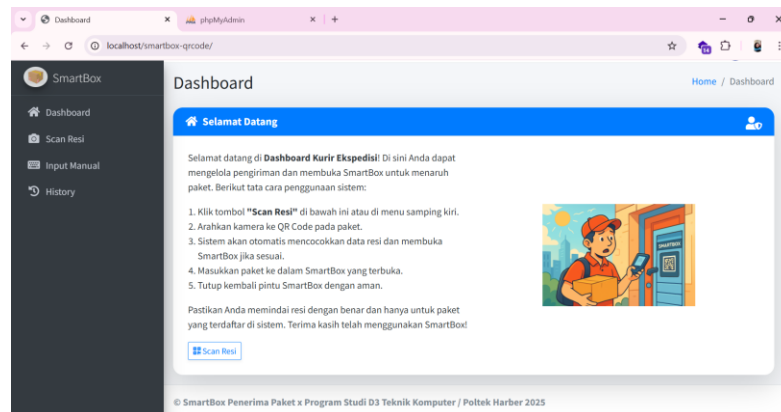 Dashboard
phpMyAdmin
localhost/smartbox-qrcode/
SmartBox
Dashboard
Home / Dashboard
Dashboard
Scan Resi
Input Manual
History
Selamat Datang
Selamat datang di Dashboard Kurir Ekspedisi! Di sini Anda dapat
mengelola pengiriman dan membuka SmartBox untuk menaruh
paket. Berikut tata cara penggunaan sistem:
1. Klik tombol "Scan Resi" di bawah ini atau di menu samping kiri.
2. Arahkan kamera ke QR Code pada paket.
3. Sistem akan otomatis mencocokkan data resi dan membuka
SmartBox jika sesuai.
4. Masukkan paket ke dalam SmartBox yang terbuka.
5. Tutup kembali pintu SmartBox dengan aman.
Pastikan Anda memindai resi dengan benar dan hanya untuk paket
yang terdaftar di sistem. Terima kasih telah menggunakan SmartBox!
Scan Resi
SMARTBOX
© SmartBox Penerima Paket x Program Studi D3 Teknik Komputer / Poltek Harber 2025